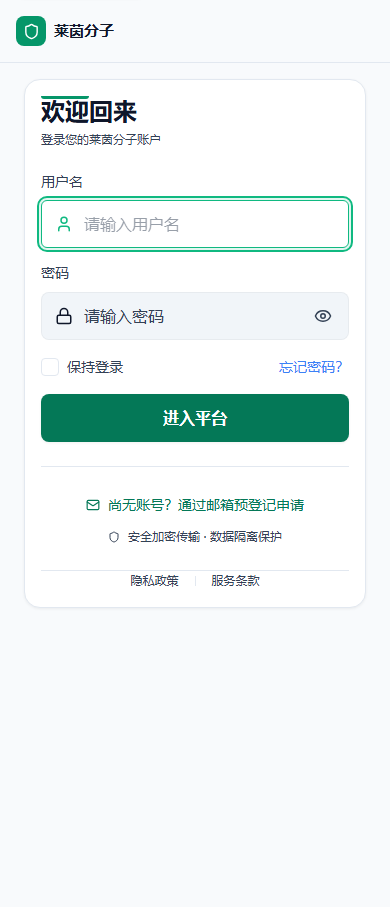 莱茵分子
欢迎回来
登录您的莱茵分子账户
用户名
请输入用户名
密码
请输入密码
保持登录 忘记密码?
进入平台
尚无账号？通过邮箱预登记申请
安全加密传输 · 数据隔离保护
隐私政策 服务条款